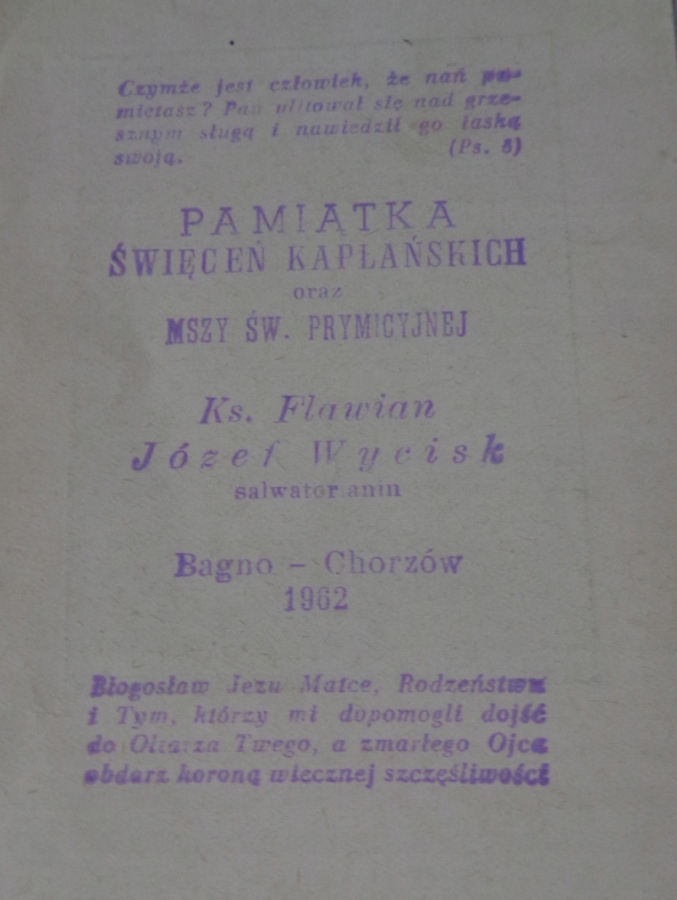 Czymże jest człowiek, że nań pa-
miętasz? Pan ulitował się nad grze-
sznym sługą i nawiedził go łaską
swoją. (Ps. 8)
PAMIĄTKA
ŚWIĘCEŃ KAPŁAŃSKICH
oraz
MSZY ŚW. PRYMICYJNEJ
Ks. Flawian
Józef Wycisk
salwatorianin
Bagno - Chorzów
1962
Błogosław Jezu Matce, Rodzeństwu
i Tym, którzy mi dopomogli dojść
do Ołtarza Twego, a zmarłego Ojca
obdarz koroną wiecznej szczęśliwości